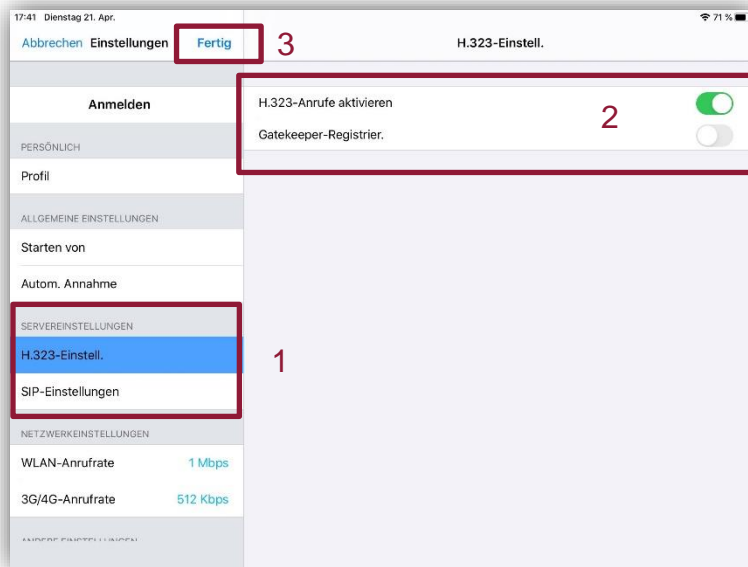 17:41 Dienstag 21. Apr.
71 %
Abbrechen Einstellungen Fertig
3
H.323-Einstell.
Anmelden
PERSÖNLICH
Profil
ALLGEMEINE EINSTELLUNGEN
Starten von
Autom. Annahme
SERVEREINSTELLUNGEN
H.323-Einstell.
SIP-Einstellungen
1
NETZWERKEINSTELLUNGEN
WLAN-Anrufrate 1 Mbps
3G/4G-Anrufrate 512 Kbps
ANDERE EINSTELLUNGEN
H.323-Anrufe aktivieren
2
Gatekeeper-Registrier.